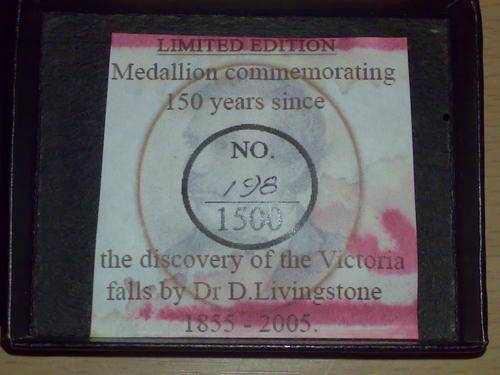 LIMITED EDITION
Medallion commemorating
150 years since
NO.
198
1500
the discovery of the Victoria
falls by Dr D.Livingstone
1855 - 2005.